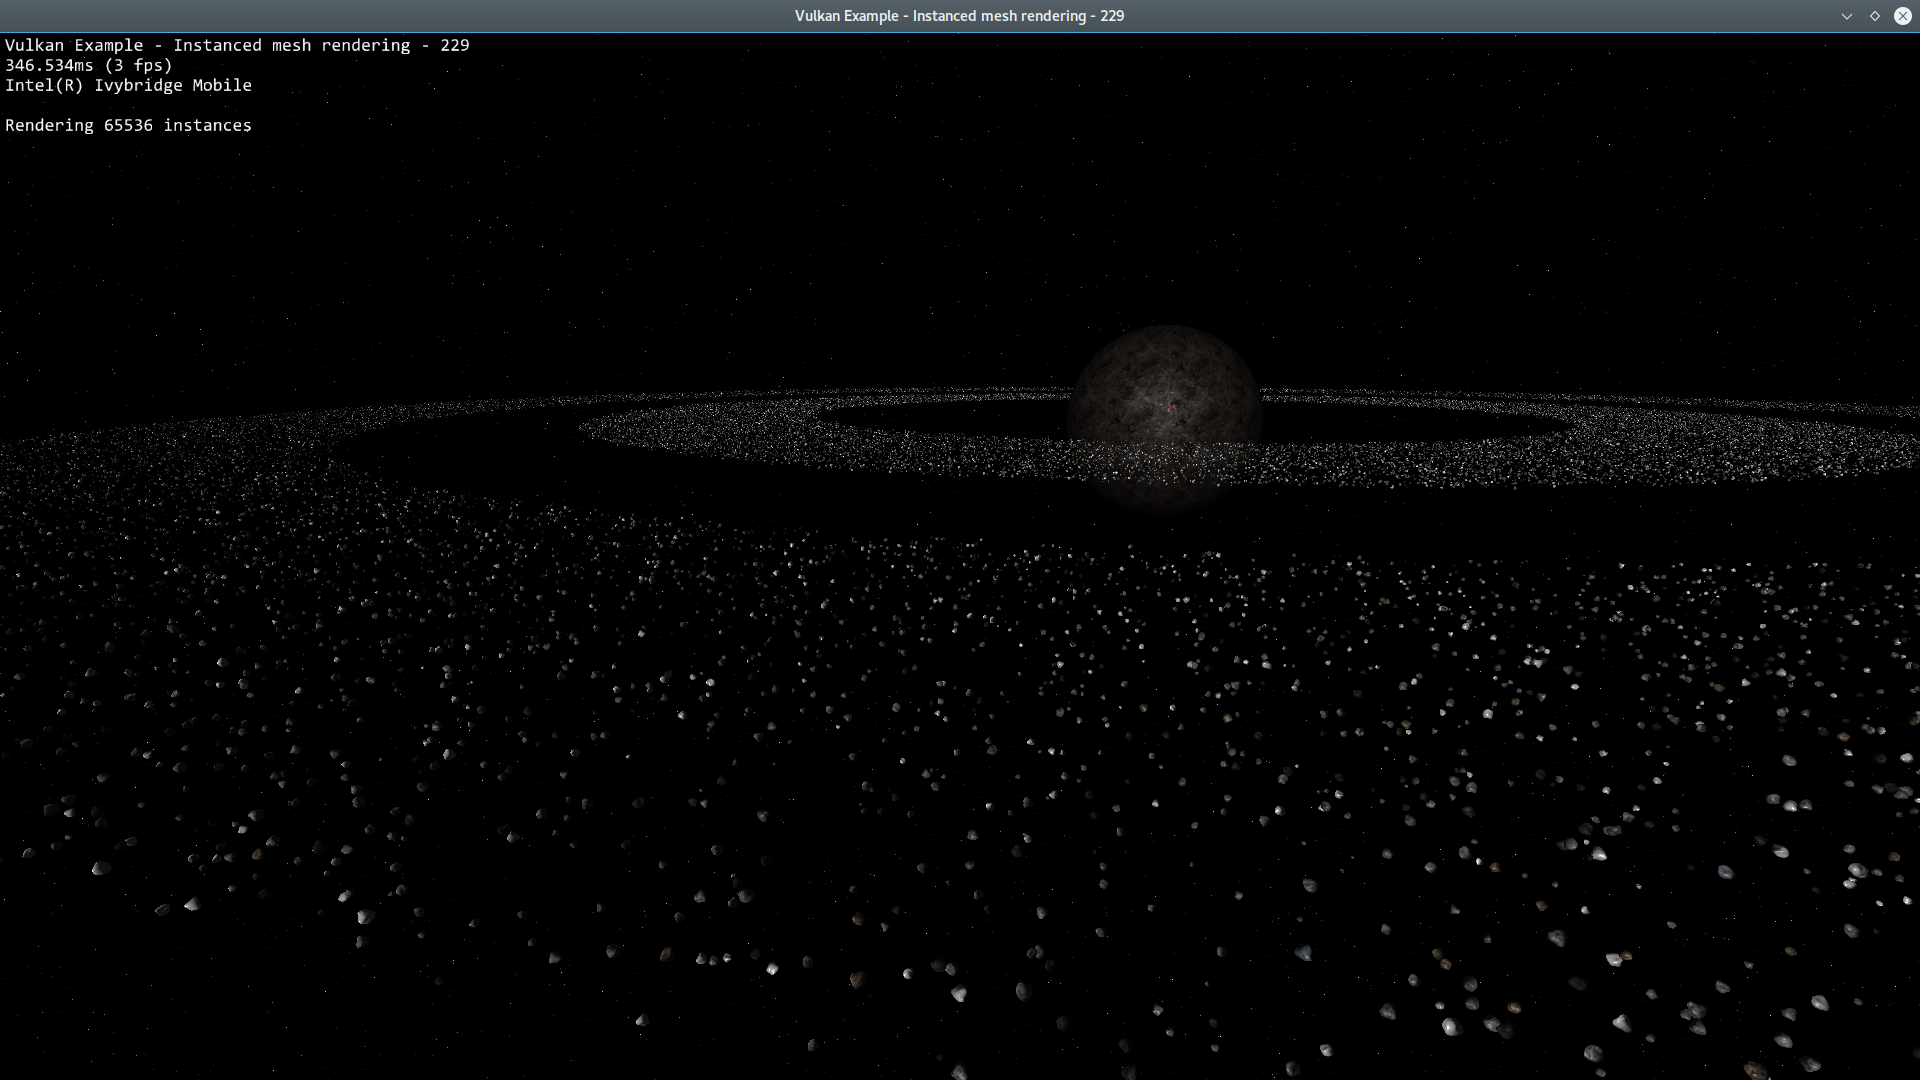 Vulkan Example - Instanced mesh rendering - 229
Vulkan Example - Instanced mesh rendering - 229
346.534ms (3 fps)
Intel(R) Ivybridge Mobile
Rendering 65536 instances